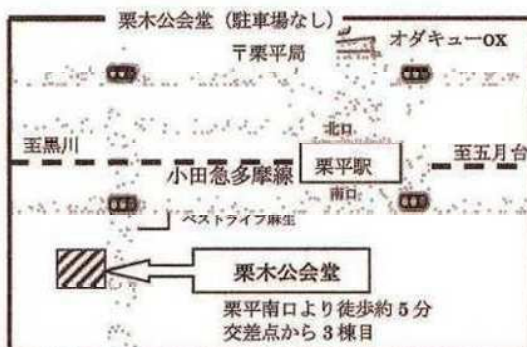 栗木公会堂（駐車場なし）
オダキューOX
〒栗平局
北口
至黒川
栗平駅
至五月台
小田急多摩線
南口
ベストライフ麻生
栗木公会堂
栗平南口より徒歩約5分
交差点から3棟目